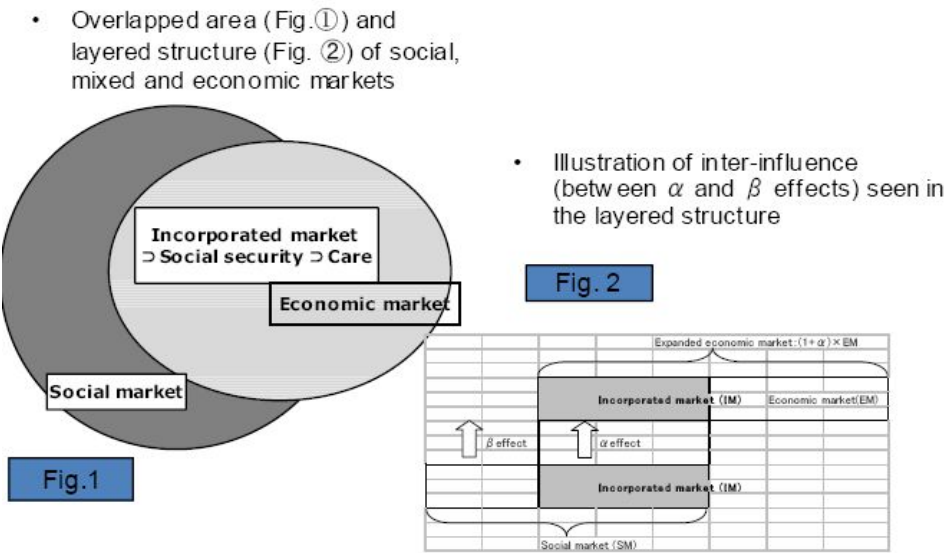 • Overlapped area (Fig.①) and
layered structure (Fig. ②) of social,
mixed and economic markets
Incorporated market
⊃ Social security ⊃ Care
Economic market
Social market
Fig.1
• Illustration of inter-influence
(between α and β effects) seen in
the layered structure
Fig. 2
Expanded economic market:(1+α)×EM
Incorporated market (IM)
Economic market(EM)
β effect
α effect
Incorporated market (IM)
Social market (SM)